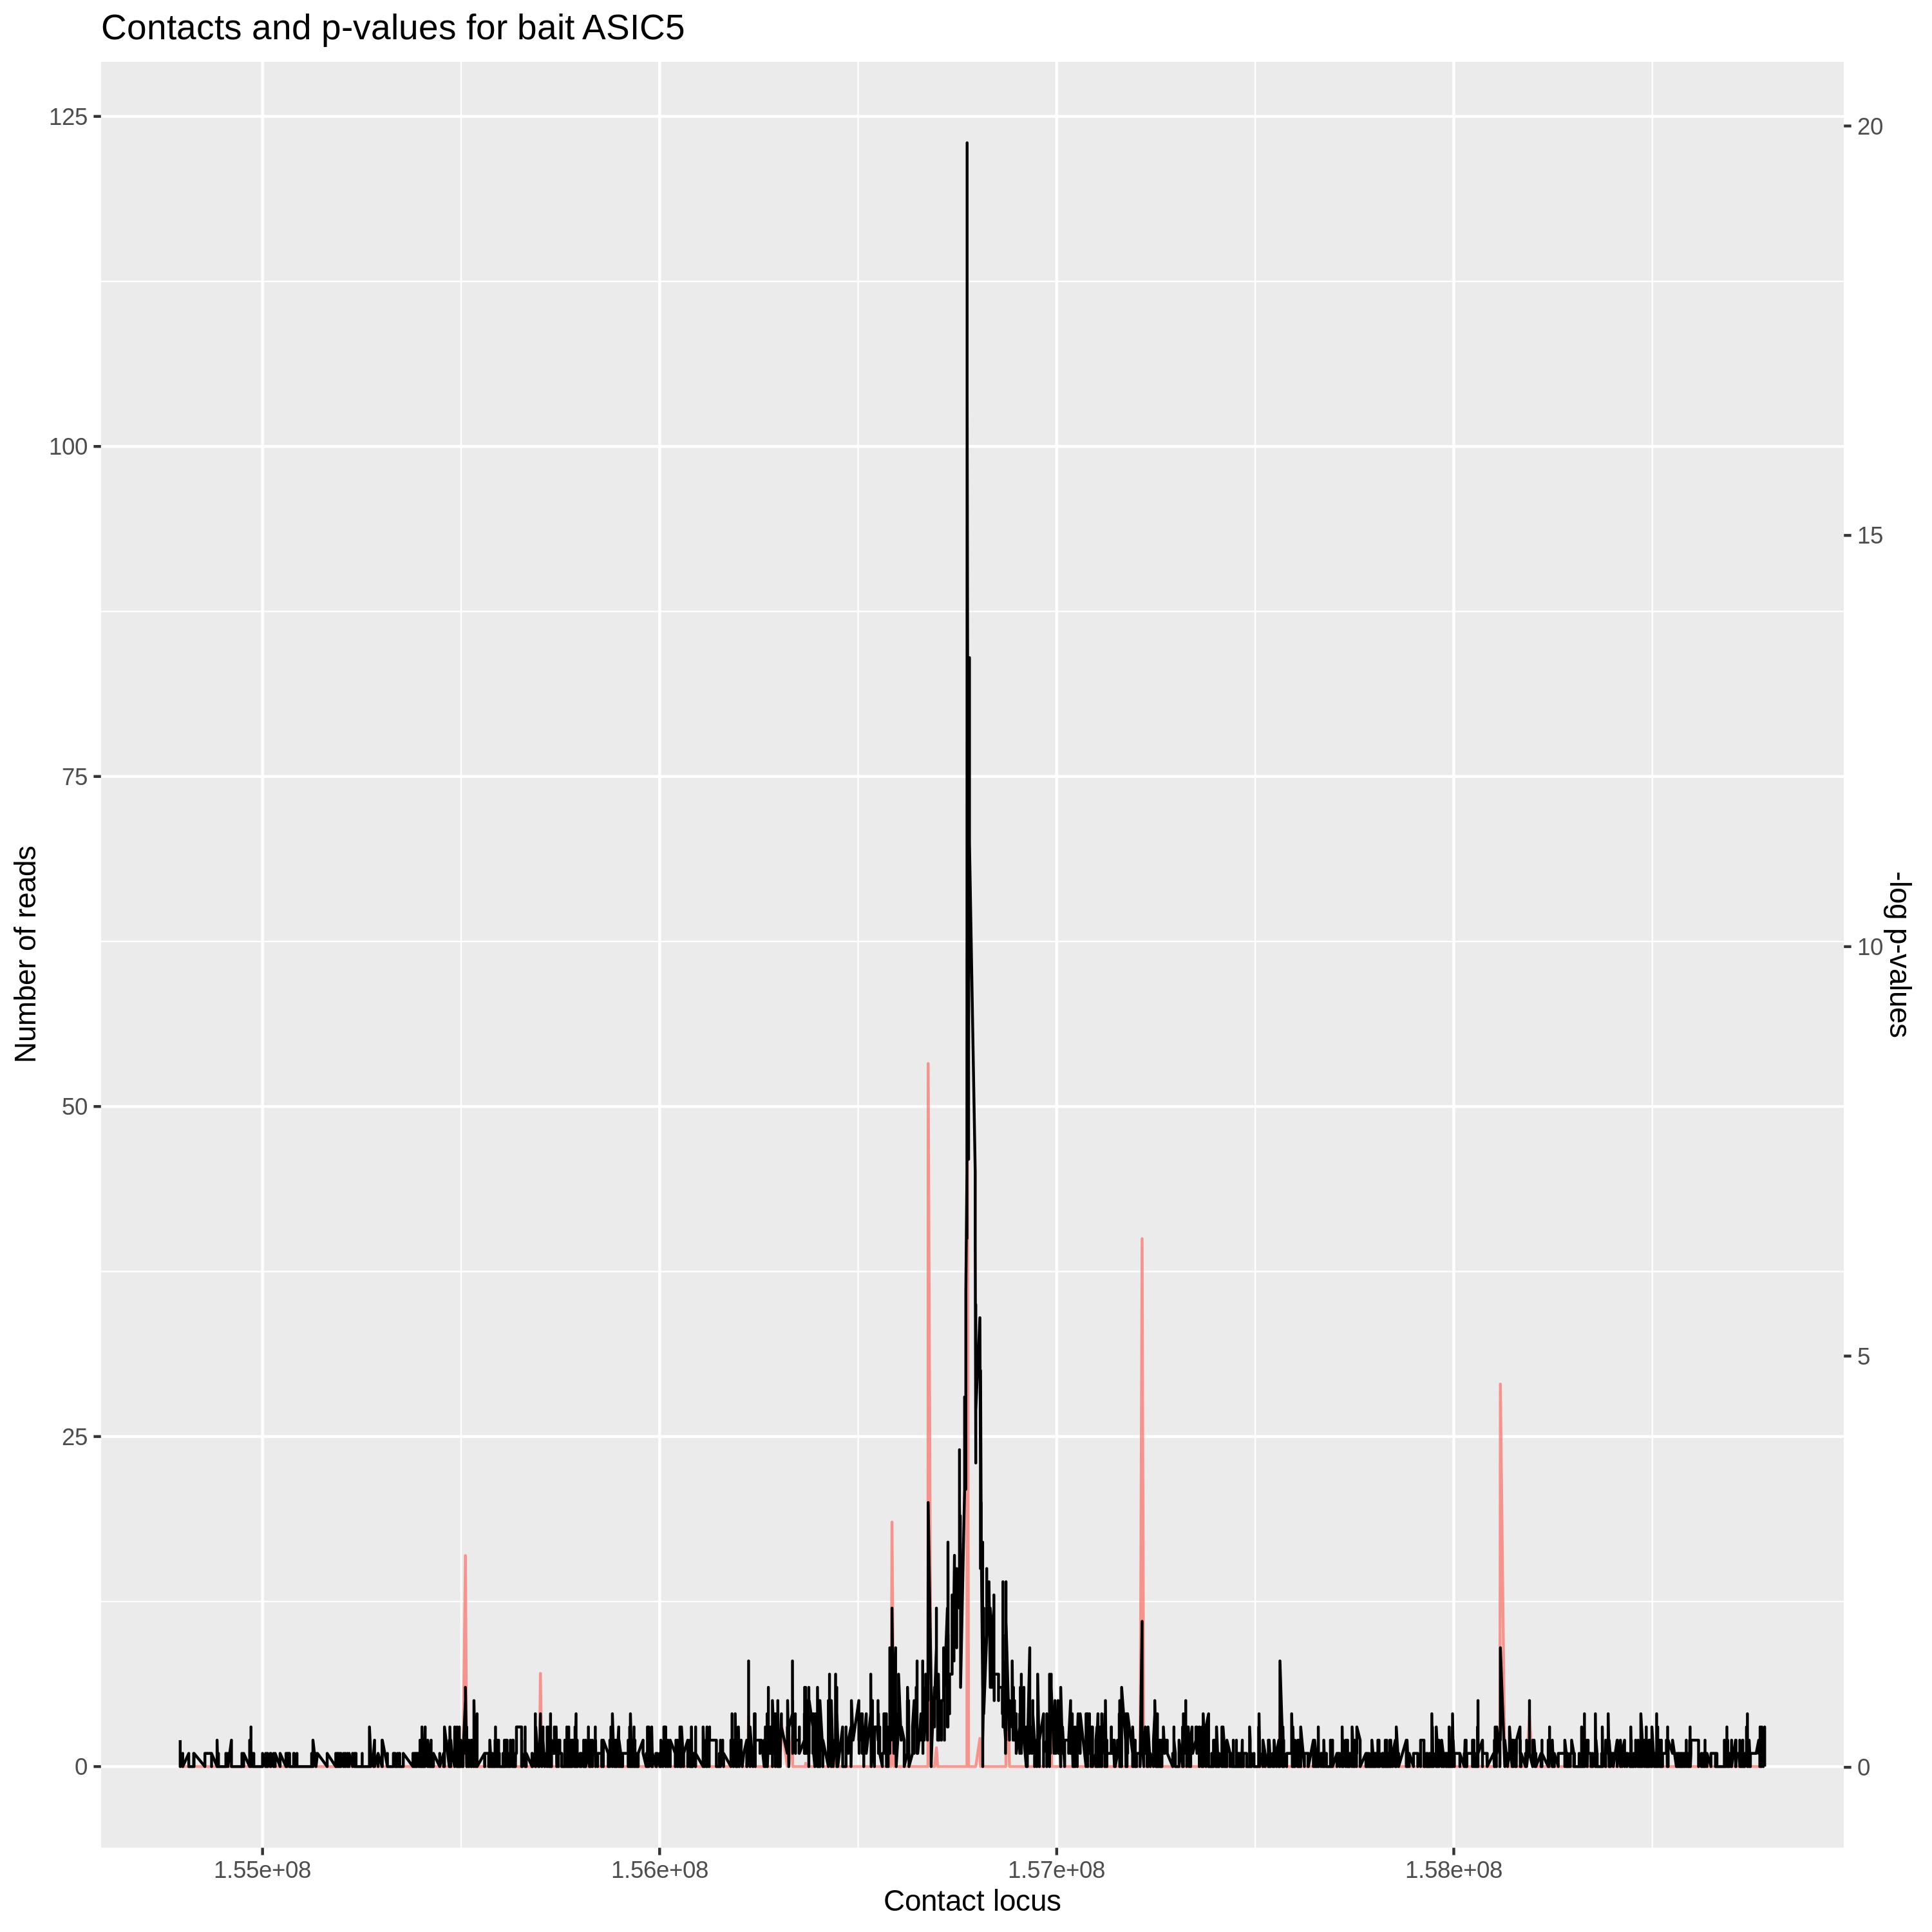 Contacts and p-values for bait ASIC5
Number of reads
125
100
75
50
25
0
20
15
10
5
0
-log p-values
1.55e+08 1.56e+08 1.57e+08 1.58e+08
Contact locus